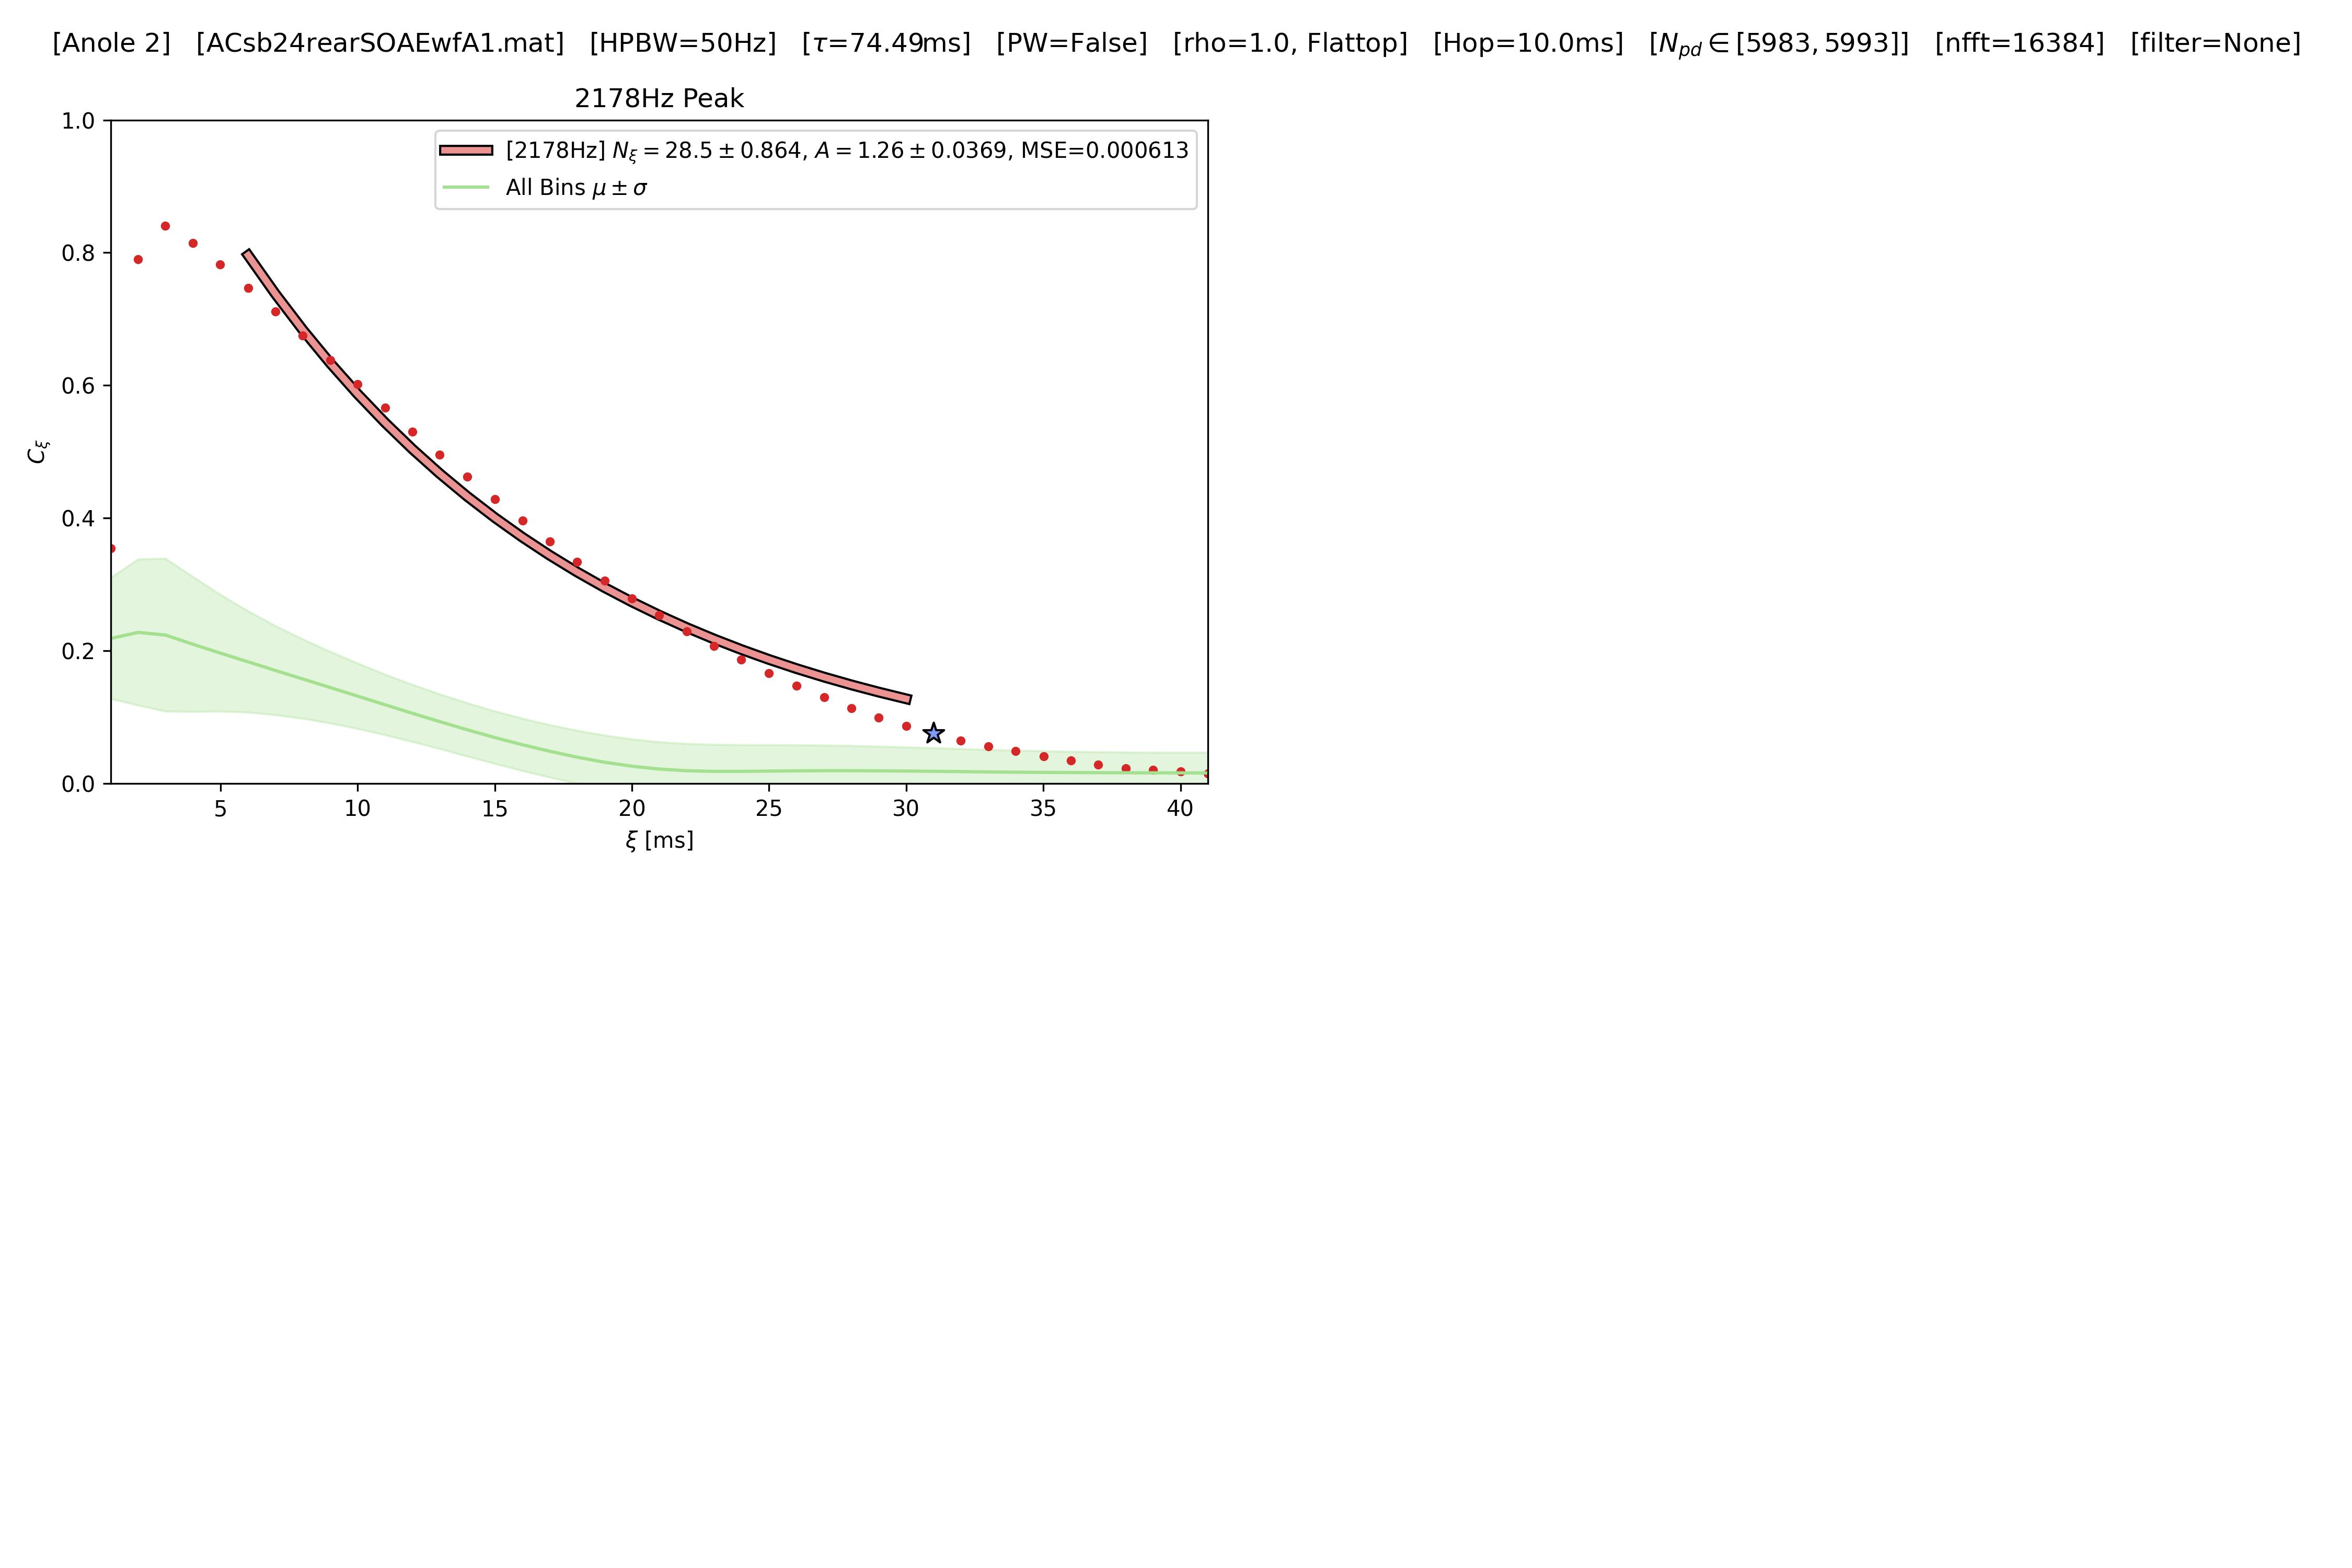 [Anole 2] [ACsb24rearSOAEwfA1.mat] [HPBW=50Hz] [τ=74.49ms] [PW=False] [rho=1.0, Flattop] [Hop=10.0ms] [N_pd ∈ [5983, 5993]] [nfft=16384] [filter=None]
2178Hz Peak
[2178Hz] N_ξ = 28.5 ± 0.864, A = 1.26 ± 0.0369, MSE=0.000613
All Bins μ ± σ
1.0
0.8
0.6
0.4
0.2
0.0
C_ξ
5 10 15 20 25 30 35 40
ξ [ms]